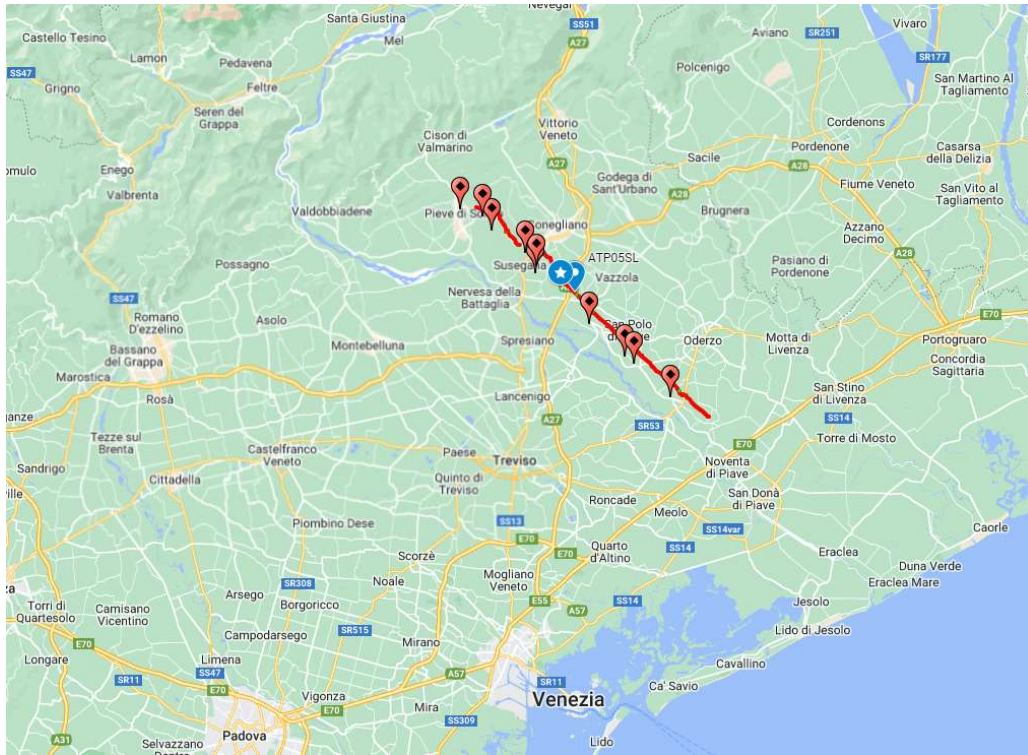 Nevegal
Santa Giustina
SS51
Castello Tesino
Mel
A27
Aviano
SR251
Vivaro
Lamon
Pedavena
SR177
SS47
Feltre
Polcenigo
Grigno
San Martino Al
Tagliamento
Seren del
Grappa
Cison di
Valmarino
Vittorio
Veneto
Cordenons
Pordenone
Casarsa
della Delizia
Enego
A27
Sacile
A28
Godega di
Sant'Urbano
Fiume Veneto
San Vito al
Tagliamento
Valbrenta
A28
Valdobbiadene
Brugnera
Azzano
Decimo
A28
ATP05SL
Susegana
Vazzola
Pasiano di
Pordenone
Possagno
Nervesa della
Battaglia
SS47
Romano
D'ezzelino
Asolo
E70
Bassano
del Grappa
Montebelluna
Spresiano
Oderzo
Motta di
Livenza
Portogruaro
Concordia
Sagittaria
Marostica
Rosà
Lancenigo
San Stino
di Livenza
SS14
A27
SR53
E70
Torre di Mosto
Tezze sul
Brenta
Castelfranco
Veneto
Paese
Treviso
Noventa
di Piave
Sandrigo
Cittadella
Quinto di
Treviso
Roncade
San Donà
di Piave
Meolo
Piombino Dese
SS13
E70
SS14var
Caorle
Scorzè
E70
Quarto
d'Altino
SS14
Eraclea
Duna Verde
Eraclea Mare
SR308
Noale
Mogliano
Veneto
Arsego
E55
A57
SS14
Jesolo
Torri di
Quartesolo
Camisano
Vicentino
Borgoricco
SR515
Lido di Jesolo
E70
Campodarsego
Mirano
Longare
Limena
Cavallino
SR11
SS47
A57
SR11
Ca' Savio
E70
Vigonza
Mira
Venezia
SS309
A31
Padova
Selvazzano
Lido